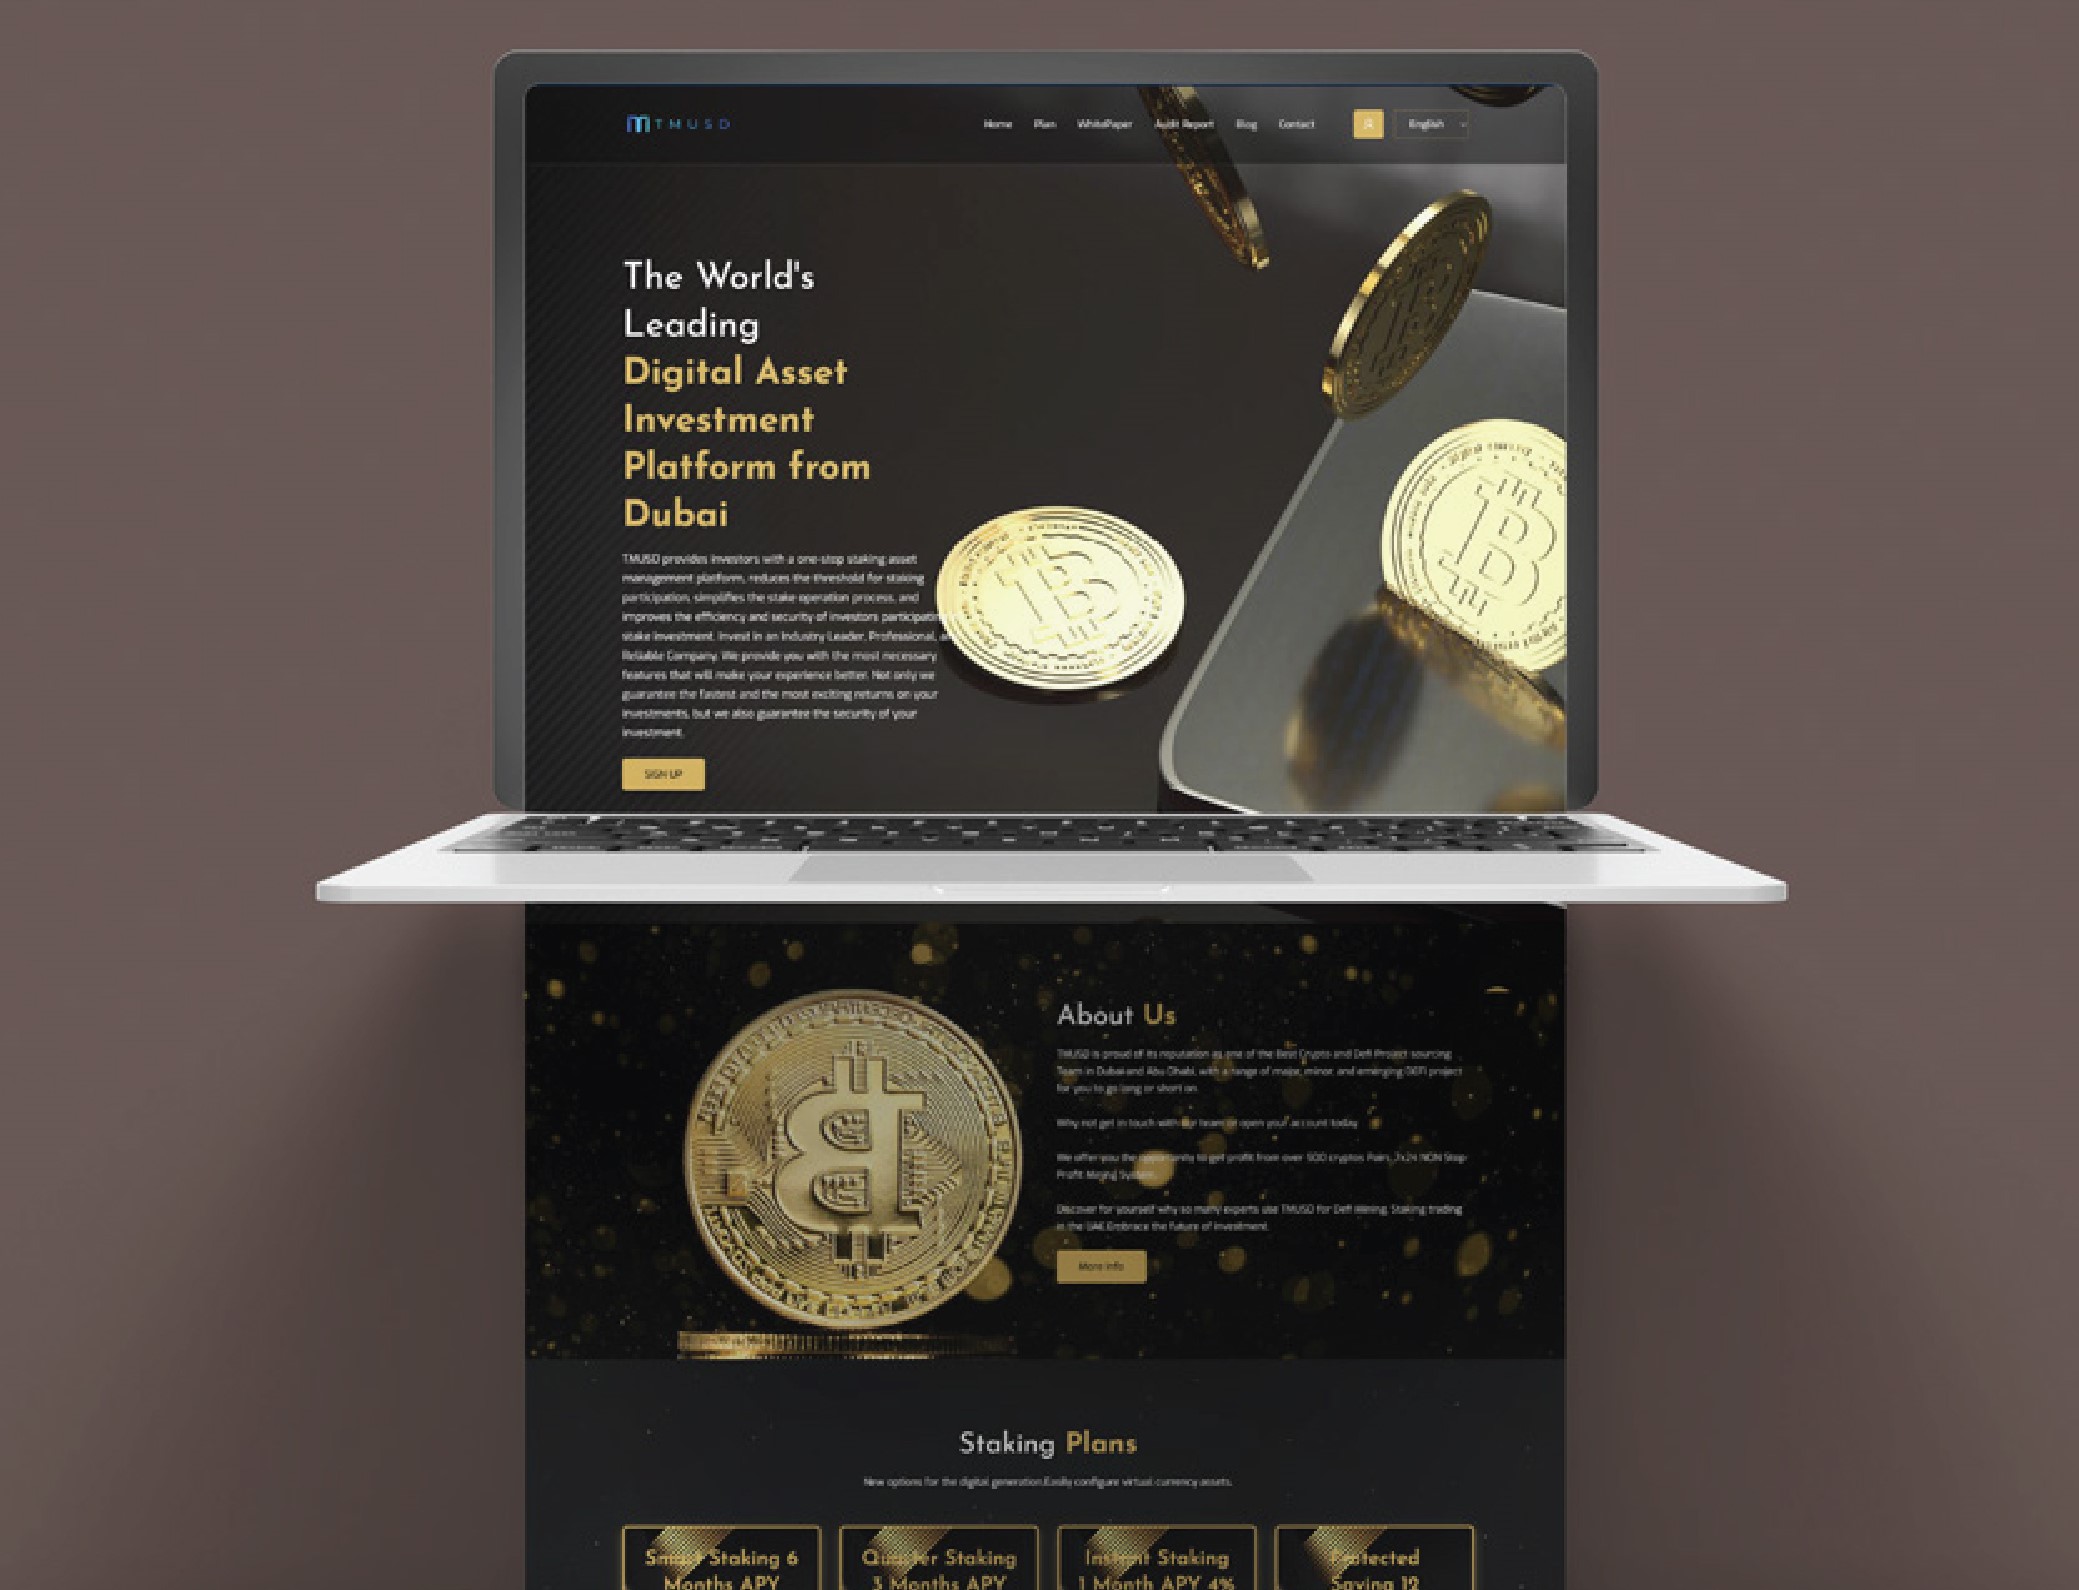 TMUSD
Home Plan WhitePaper Audit Report Blog Contact English
The World's
Leading
Digital Asset
Investment
Platform from
Dubai
TMUSD provides investors with a one-stop staking asset
management platform, reduces the threshold for staking
participation, simplifies the stake operation process, and
improves the efficiency and security of investors participating
stake investment. Invest in an Industry Leader, Professional,
Reliable Company. We provide you with the most necessary
features that will make your experience better. Not only we
guarantee the fastest and the most exciting returns on your
investments, but we also guarantee the security of your
investment.
SIGN UP
About Us
TMUSD is proud of its reputation as one of the Best Crypto and Defi Project sourcing
Team in Dubai and Abu Dhabi, with a range of major, minor, and emerging DEFI project
for you to go long or short on.
Why not get in touch with our team or open your account today
We offer you the opportunity to get profit from over 500 cryptos Pairs, 7x24 NON Stop
Profit Mining System.
Discover for yourself why so many experts use TMUSD for Defi Mining, Staking trading
in the UAE.Embrace the future of investment.
More Info
Staking Plans
New options for the digital generation.Easily configure virtual currency assets.
Smart Staking 6 Quarter Staking Instant Staking Protected
Months APY 3 Months APY 1 Month APY 4% Saving 12